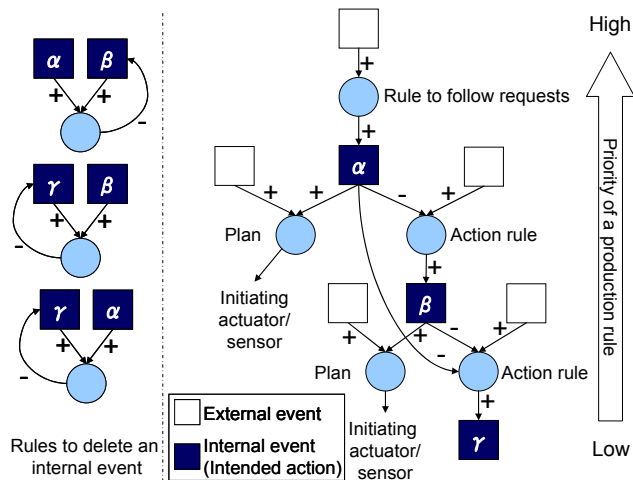 α β
+ +
-
γ β
+ +
-
γ α
+ +
-
Rules to delete an
internal event
+
Rule to follow requests
+
α
+ + - +
Plan
Action rule
+
Initiating
actuator/
sensor
β
+ + - +
-
Plan
Action rule
+
γ
Initiating
actuator/
sensor
External event
Internal event
(Intended action)
High
Priority of a production rule
Low